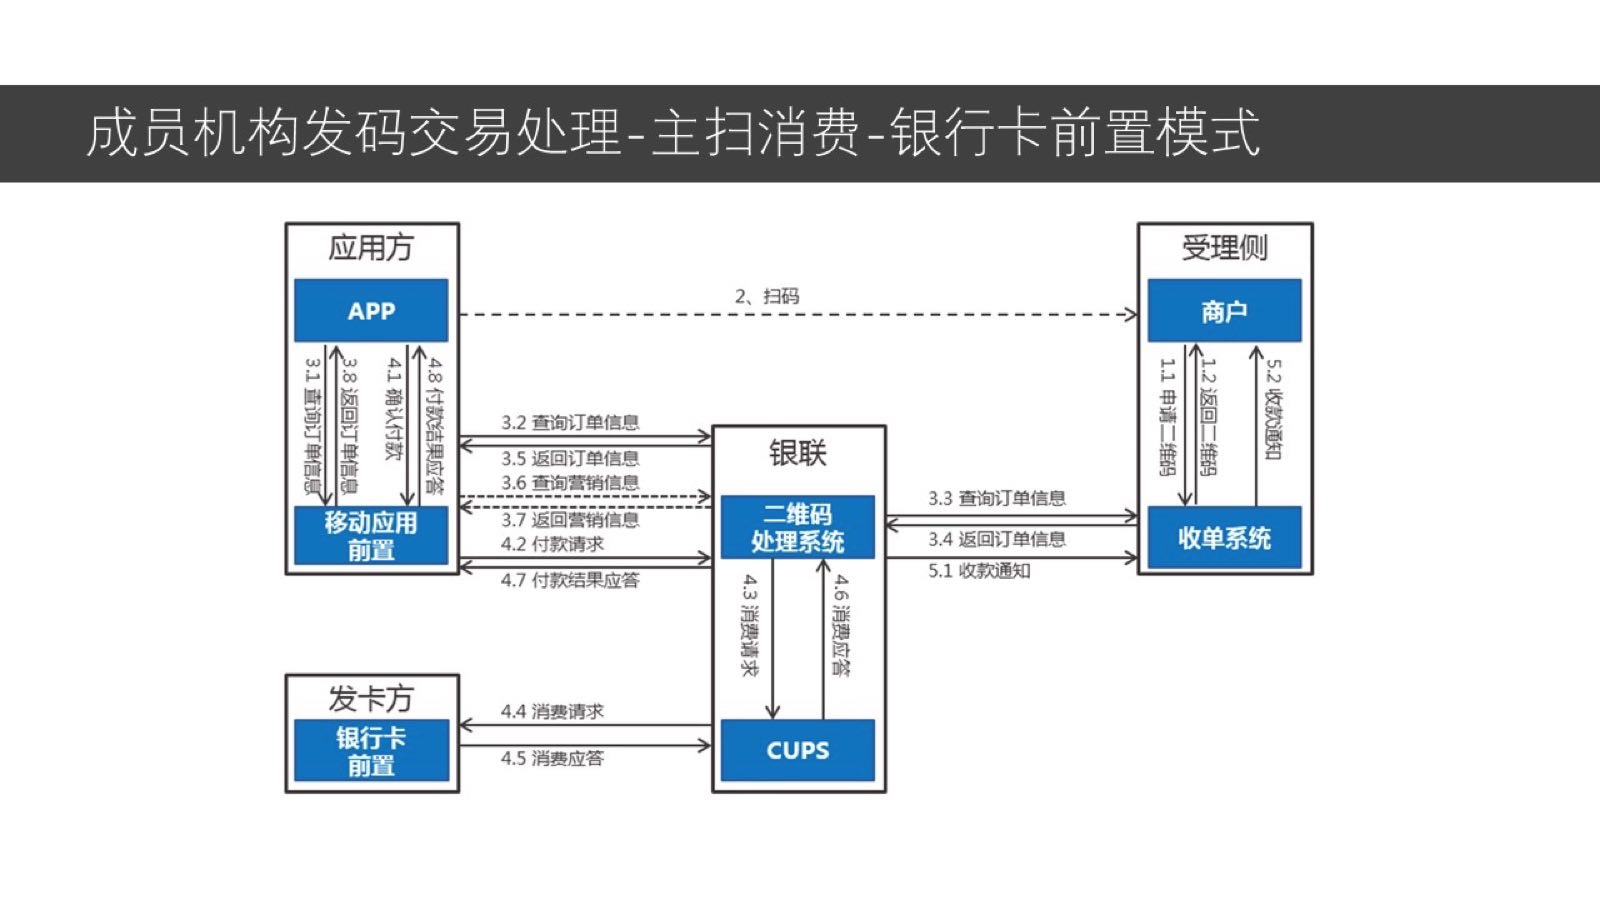 成员机构发码交易处理-主扫消费-银行卡前置模式
应用方
APP
3.1 查询订单信息
3.8 返回订单信息
4.1 确认付款
4.8 付款结果应答
移动应用
前置
2、扫码
受理侧
商户
1.1 申请二维码
1.2 返回二维码
5.2 收款通知
收单系统
3.2 查询订单信息
3.5 返回订单信息
3.6 查询营销信息
3.7 返回营销信息
4.2 付款请求
4.7 付款结果应答
银联
二维码
处理系统
4.3 消费请求
4.6 消费应答
CUPS
3.3 查询订单信息
3.4 返回订单信息
5.1 收款通知
发卡方
银行卡
前置
4.4 消费请求
4.5 消费应答